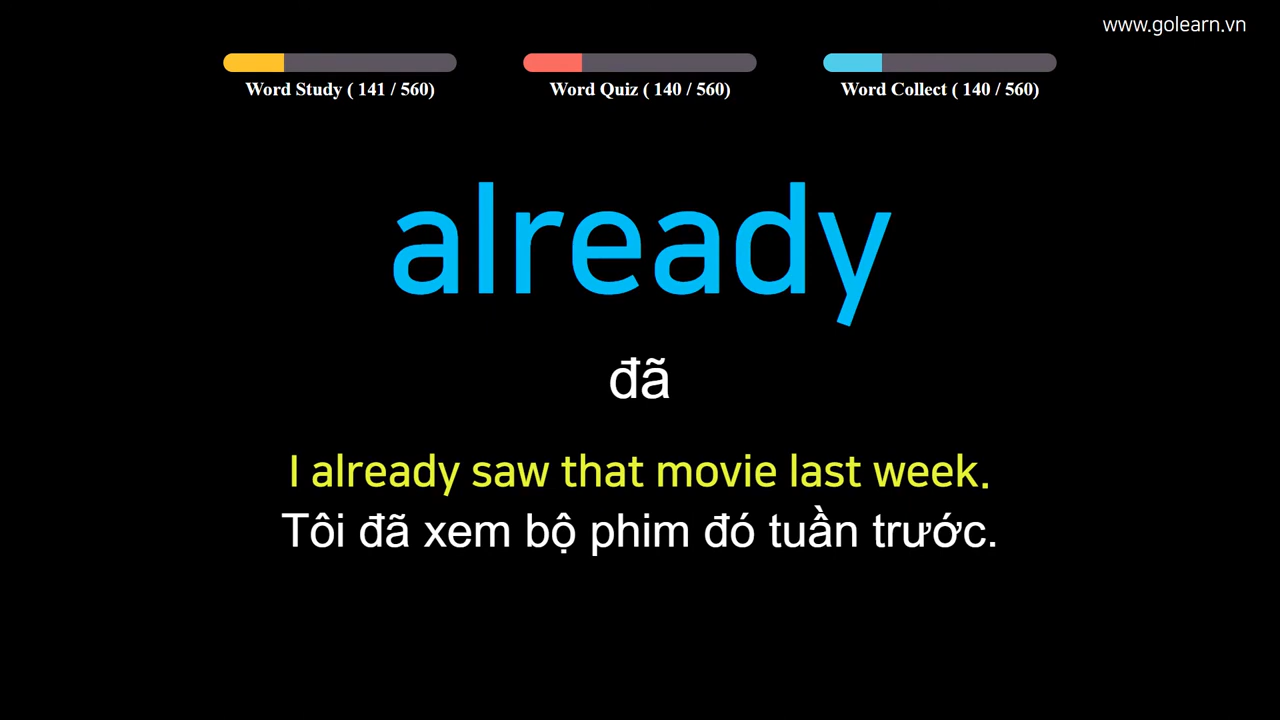 www.golearn.vn
Word Study ( 141 / 560)
Word Quiz ( 140 / 560)
Word Collect ( 140 / 560)
already
đã
I already saw that movie last week.
Tôi đã xem bộ phim đó tuần trước.